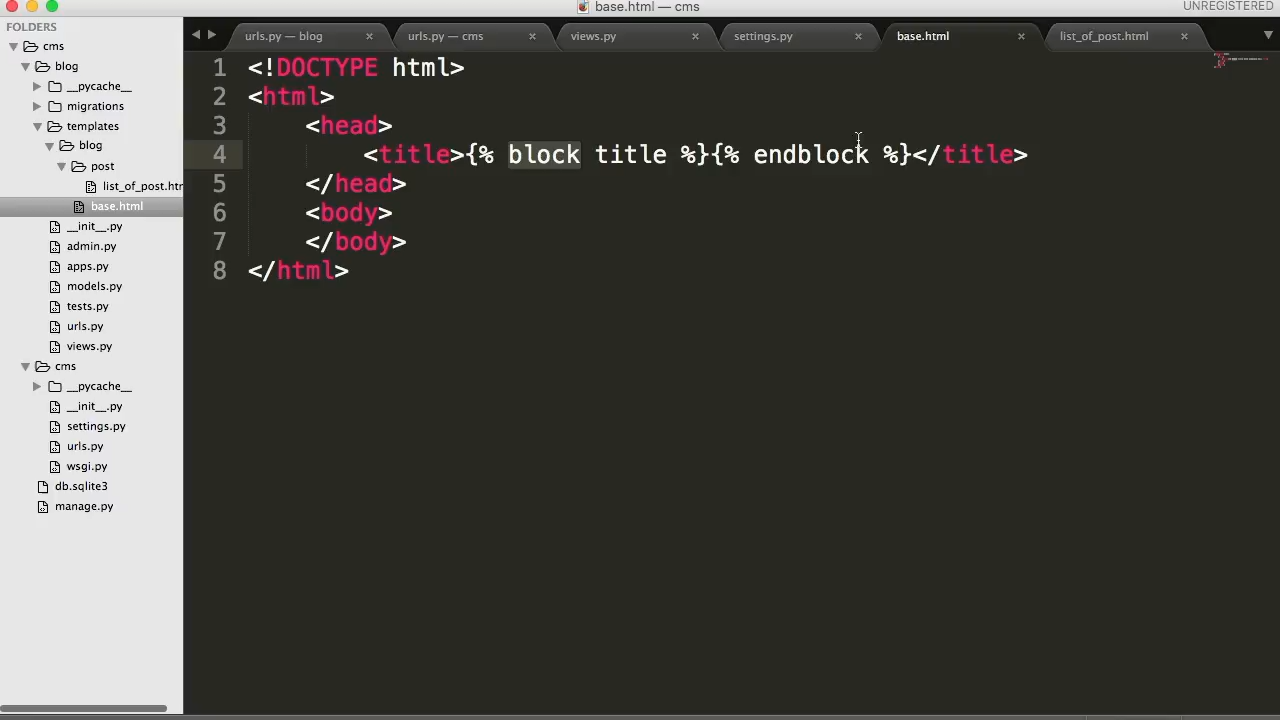 base.html — cms
UNREGISTERED
FOLDERS
cms
blog
__pycache__
migrations
templates
blog
post
list_of_post.htr
base.html
__init__.py
admin.py
apps.py
models.py
tests.py
urls.py
views.py
cms
__pycache__
__init__.py
settings.py
urls.py
wsgi.py
db.sqlite3
manage.py
urls.py — blog
urls.py — cms
views.py
settings.py
base.html
list_of_post.html
1 <!DOCTYPE html>
2 <html>
3 <head>
4 <title>{% block title %}{% endblock %}</title>
5 </head>
6 <body>
7 </body>
8 </html>